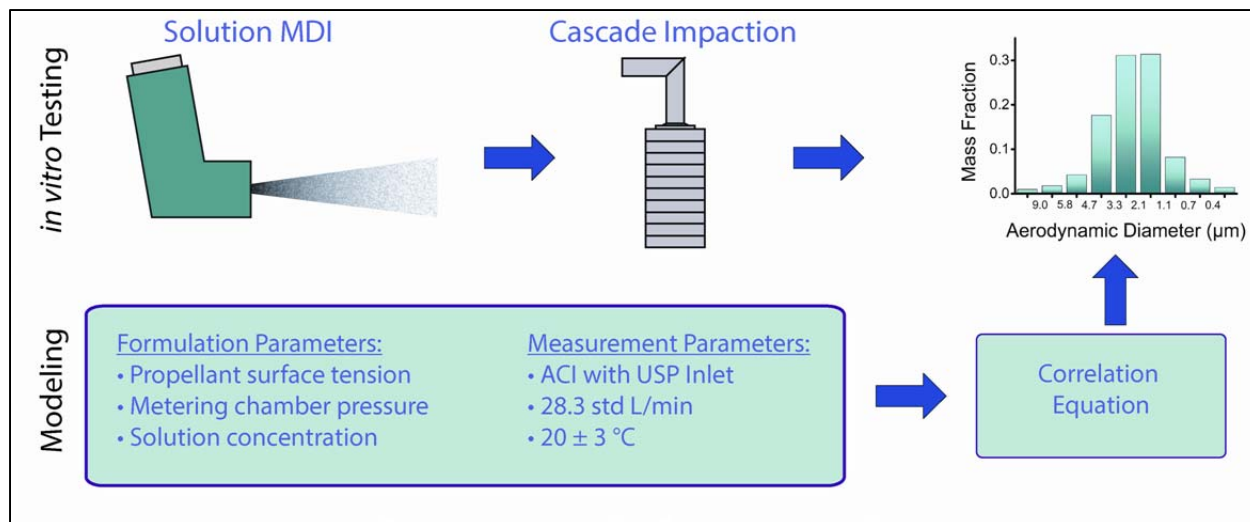 in vitro Testing
Solution MDI
Cascade Impaction
Mass Fraction
0.3
0.2
0.1
0.0
9.0 5.8 4.7 3.3 2.1 1.1 0.7 0.4
Aerodynamic Diameter (µm)
Modeling
Formulation Parameters:
• Propellant surface tension
• Metering chamber pressure
• Solution concentration
Measurement Parameters:
• ACI with USP Inlet
• 28.3 std L/min
• 20 ± 3 °C
Correlation
Equation